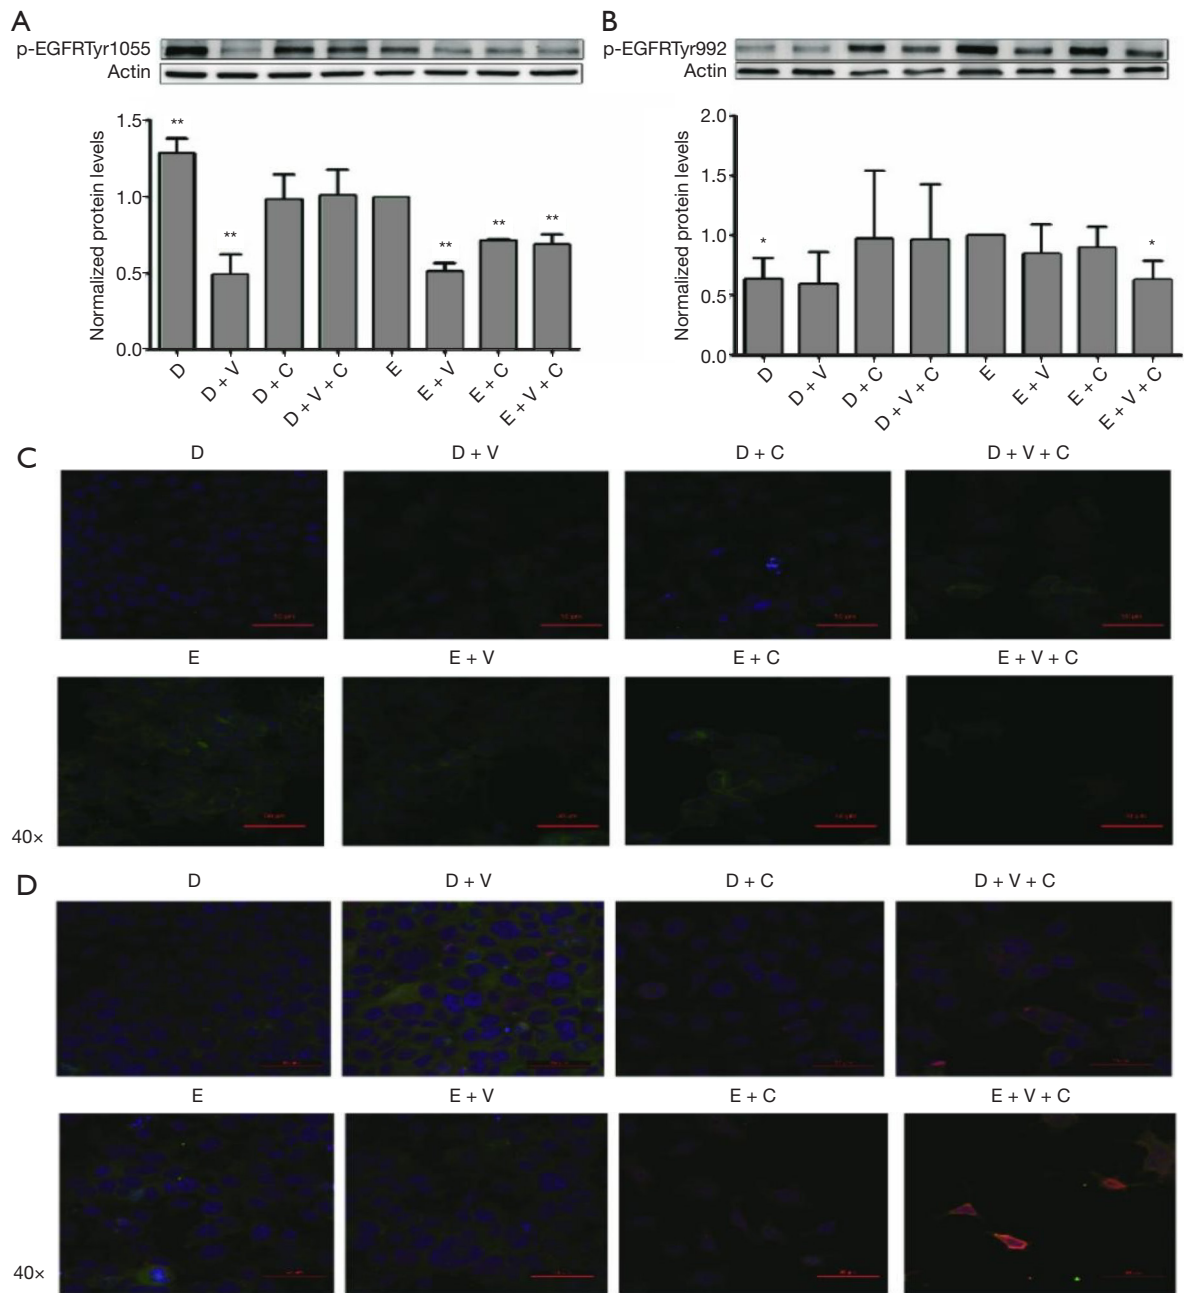 A
B
p-EGFRTyr1055
p-EGFRTyr992
Actin
Actin
Normalized protein levels
1.5
1.0
0.5
0.0
** ** ** ** **
D D + V D + C D + V + C E E + V E + C E + V + C
Normalized protein levels
2.0
1.5
1.0
0.5
0.0
* *
D D + V D + C D + V + C E E + V E + C E + V + C
C
D D + V D + C D + V + C
E E + V E + C E + V + C
40×
D
D D + V D + C D + V + C
E E + V E + C E + V + C
40×